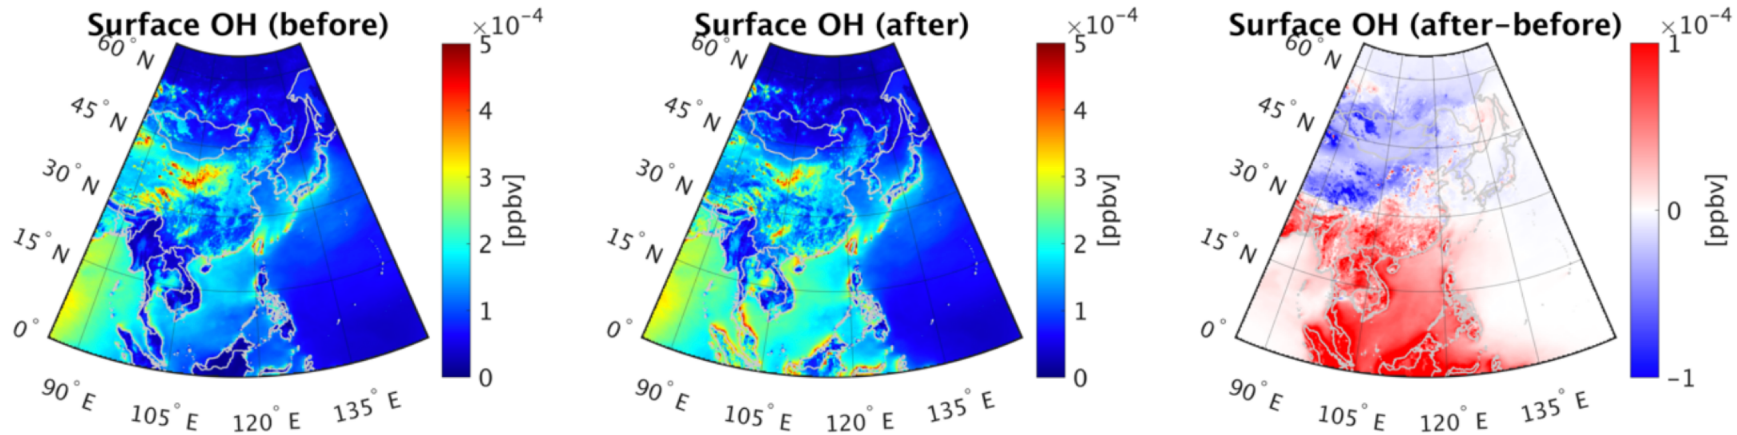 Surface OH (before)
×10⁻⁴
60° N
45° N
30° N
15° N
0°
90° E
105° E
120° E
135° E
5
4
3
2
1
0
[ppbv]
Surface OH (after)
×10⁻⁴
60° N
45° N
30° N
15° N
0°
90° E
105° E
120° E
135° E
5
4
3
2
1
0
[ppbv]
Surface OH (after−before)
×10⁻⁴
60° N
45° N
30° N
15° N
0°
90° E
105° E
120° E
135° E
1
0
−1
[ppbv]